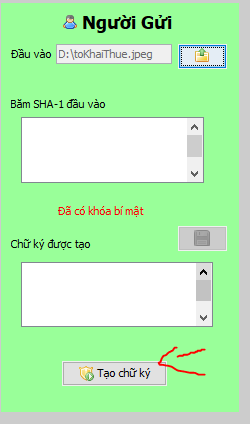 Người Gửi
Đầu vào D:\toKhaiThue.jpeg
Băm SHA-1 đầu vào
Đã có khóa bí mật
Chữ ký được tạo
Tạo chữ ký